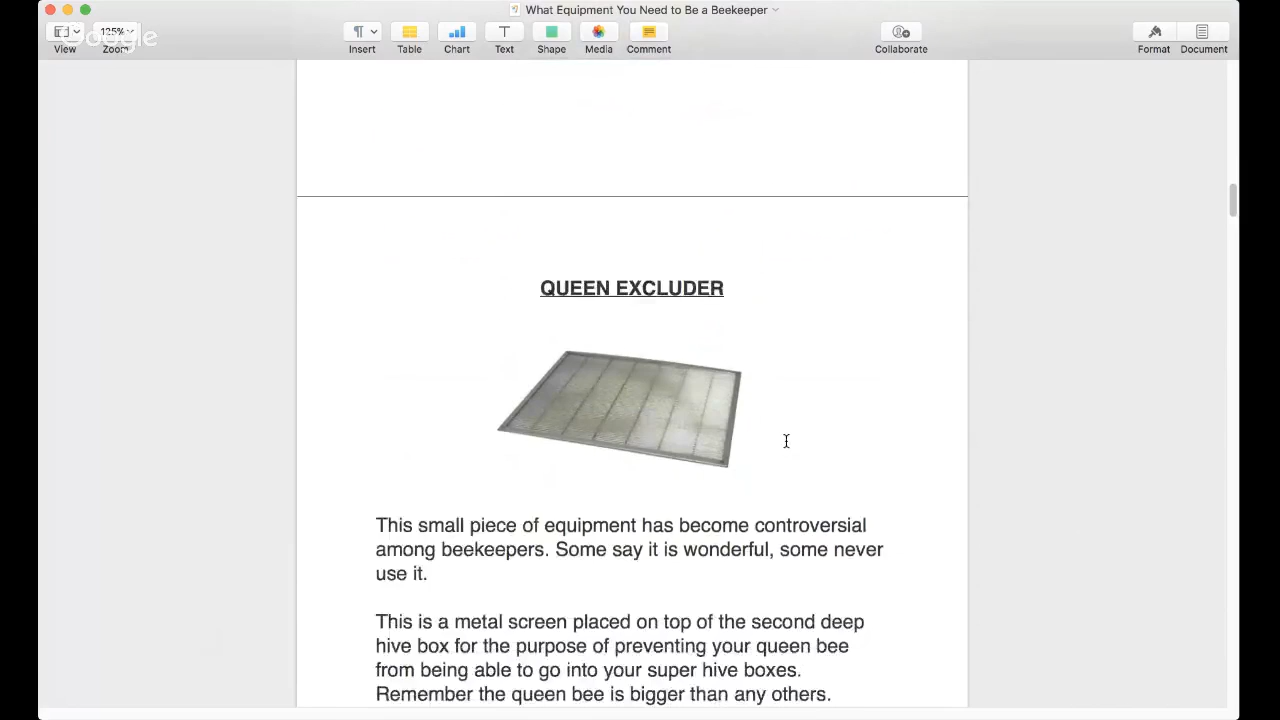 What Equipment You Need to Be a Beekeeper
125%
Google
View
Zoom
Insert
Table
Chart
Text
Shape
Media
Comment
Collaborate
Format
Document
QUEEN EXCLUDER
This small piece of equipment has become controversial
among beekeepers. Some say it is wonderful, some never
use it.
This is a metal screen placed on top of the second deep
hive box for the purpose of preventing your queen bee
from being able to go into your super hive boxes.
Remember the queen bee is bigger than any others.